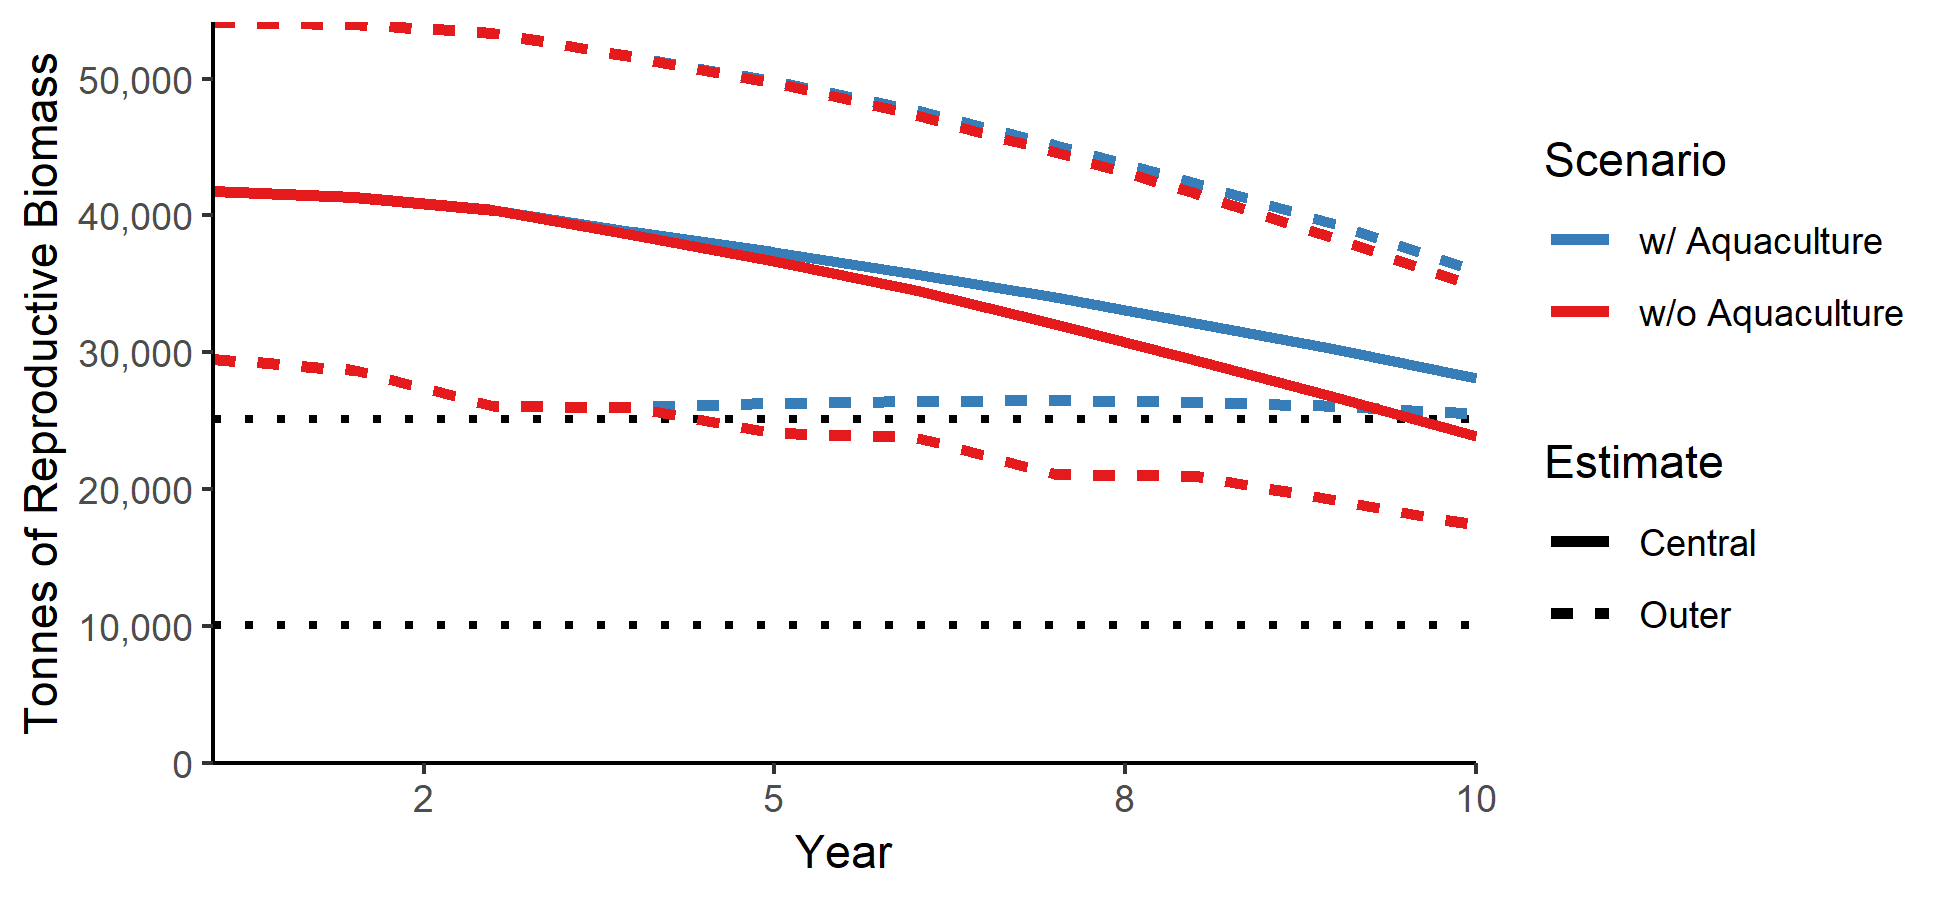 Tonnes of Reproductive Biomass
50,000
40,000
30,000
20,000
10,000
0
2
5
8
10
Year
Scenario
w/ Aquaculture
w/o Aquaculture
Estimate
Central
Outer